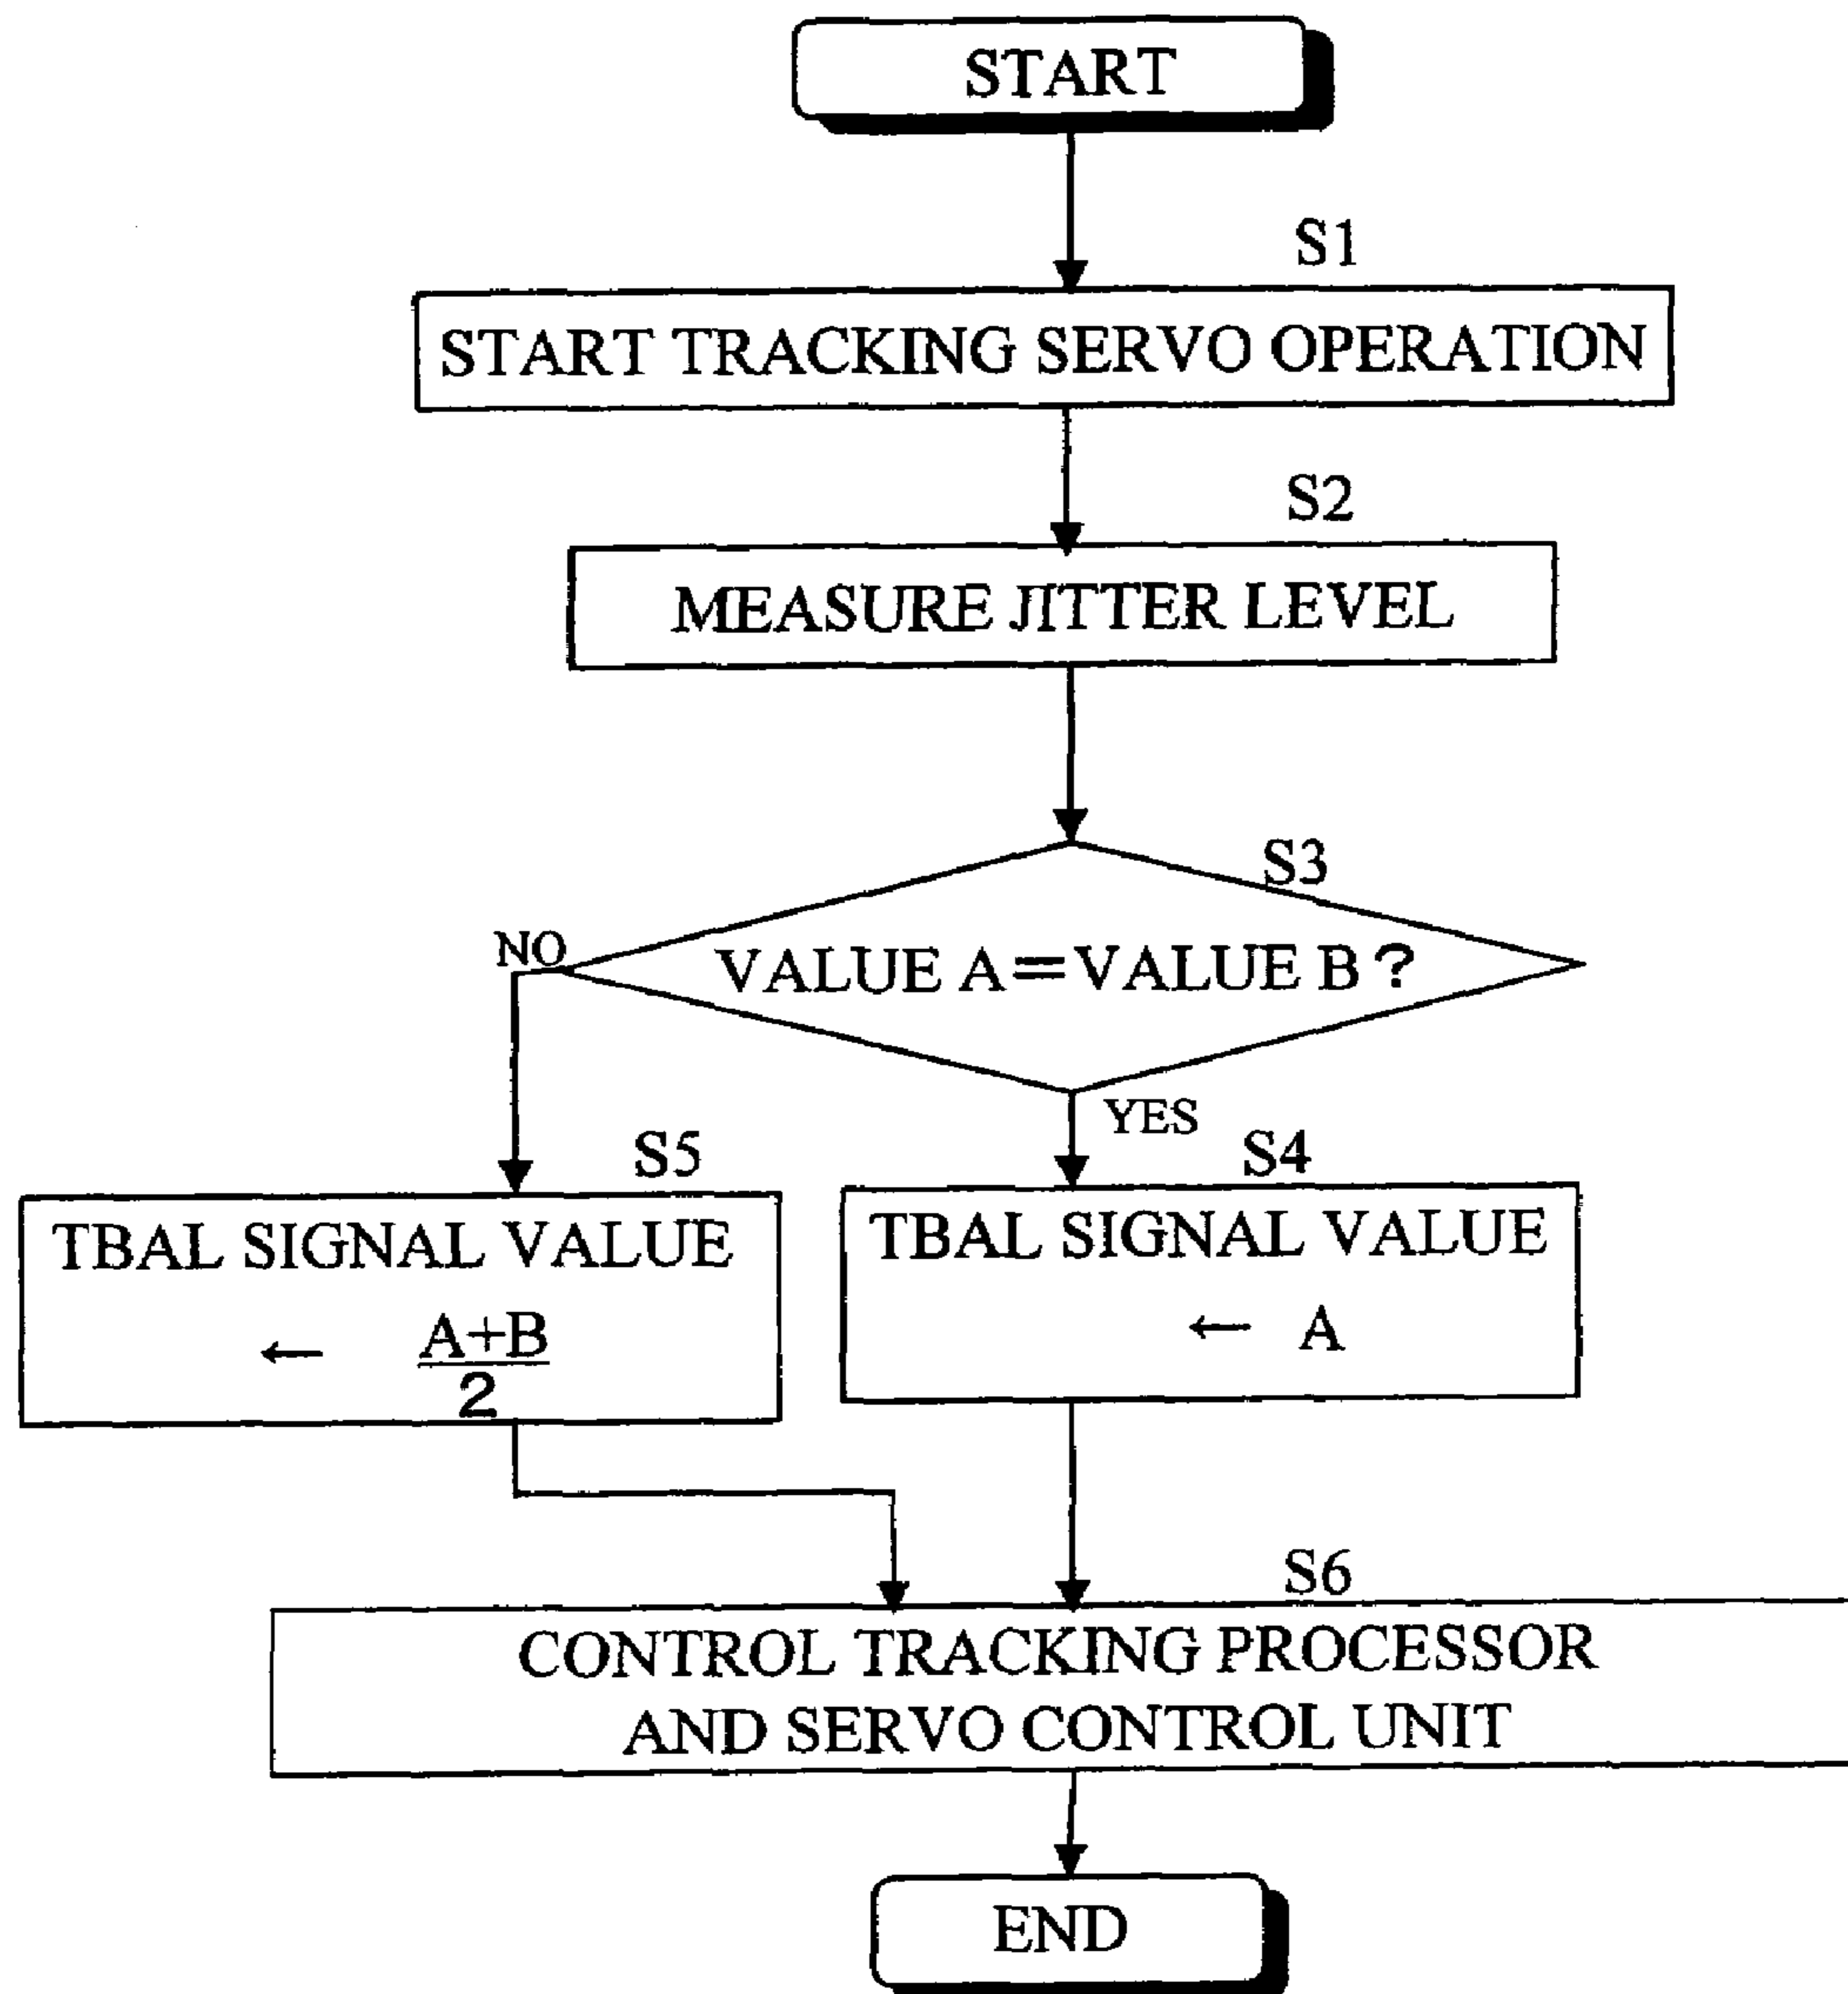 START
S1
START TRACKING SERVO OPERATION
S2
MEASURE JITTER LEVEL
S3
VALUE A=VALUE B?
NO
YES
S5
TBAL SIGNAL VALUE
← A+B
2
S4
TBAL SIGNAL VALUE
← A
S6
CONTROL TRACKING PROCESSOR
AND SERVO CONTROL UNIT
END